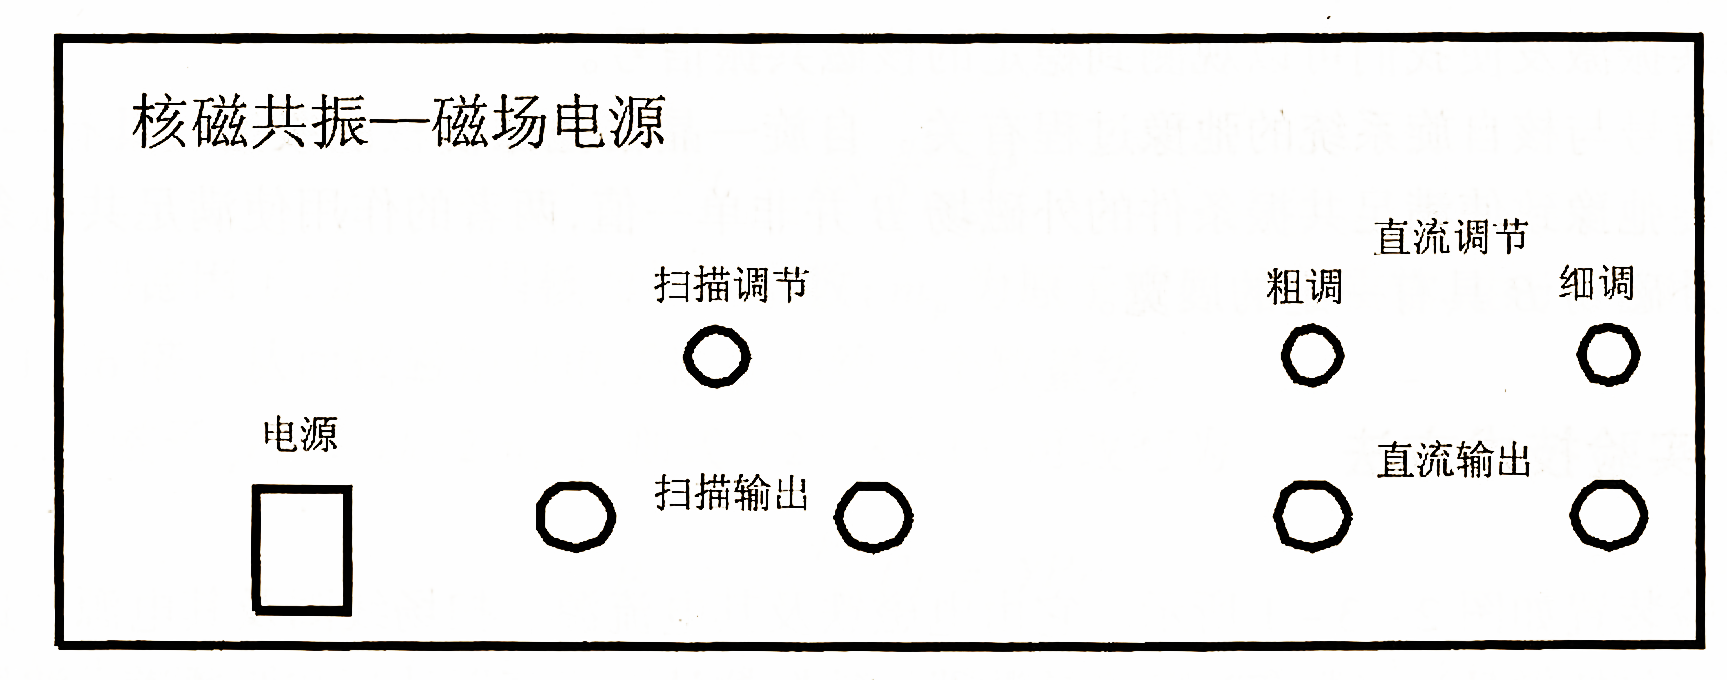 核磁共振—磁场电源
直流调节
扫描调节
粗调
细调
电源
扫描输出
直流输出